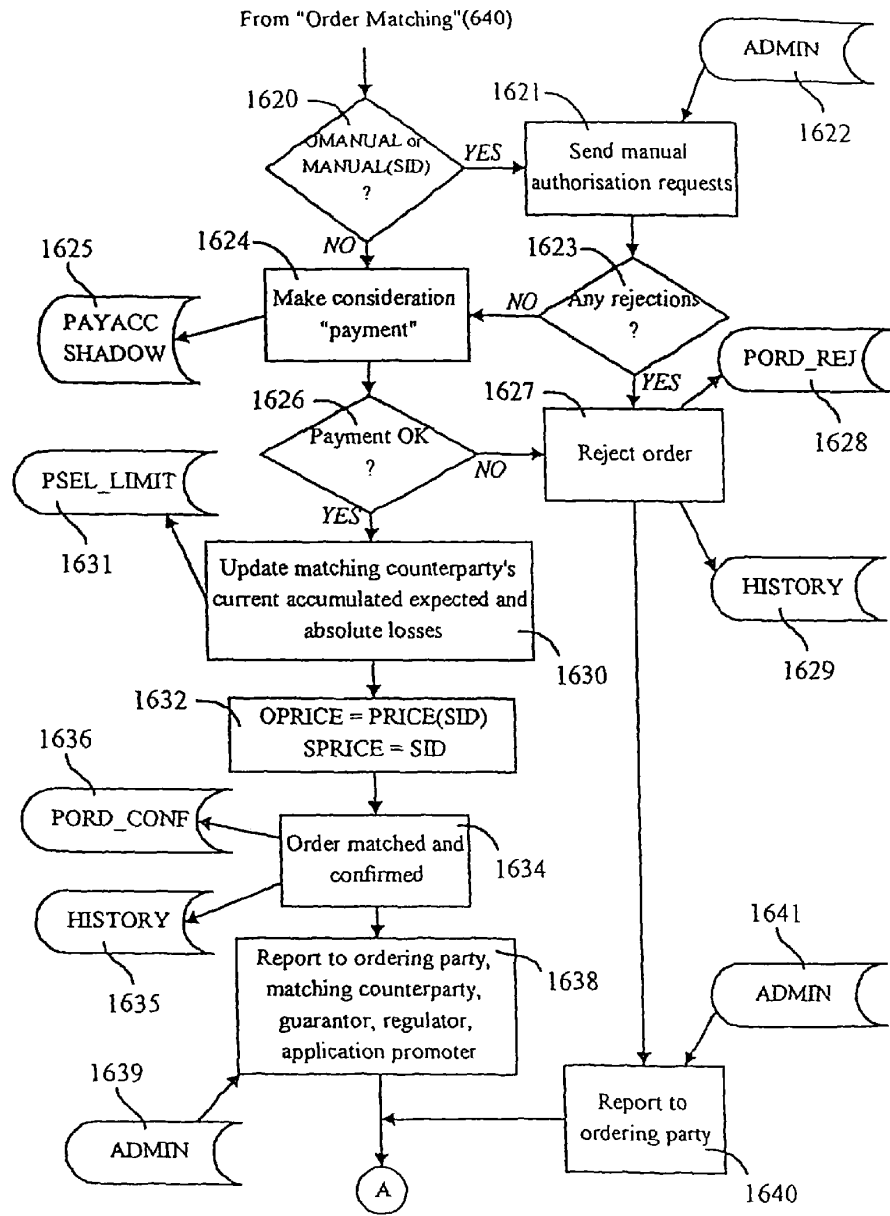 From "Order Matching"(640)
ADMIN
1622
1620
OMANUAL or
MANUAL(SID)
?
YES
1621
Send manual
authorisation requests
NO
1623
Any rejections
?
NO
YES
1624
Make consideration
"payment"
1625
PAYACC
SHADOW
1626
Payment OK
?
NO
YES
1627
Reject order
PORD_REJ
1628
HISTORY
1629
PSEL_LIMIT
1631
Update matching counterparty's
current accumulated expected and
absolute losses
1630
1632
OPRICE = PRICE(SID)
SPRICE = SID
1636
PORD_CONF
Order matched and
confirmed
1634
HISTORY
1635
Report to ordering party,
matching counterparty,
guarantor, regulator,
application promoter
1638
1641
ADMIN
1639
ADMIN
Report to
ordering party
1640
A